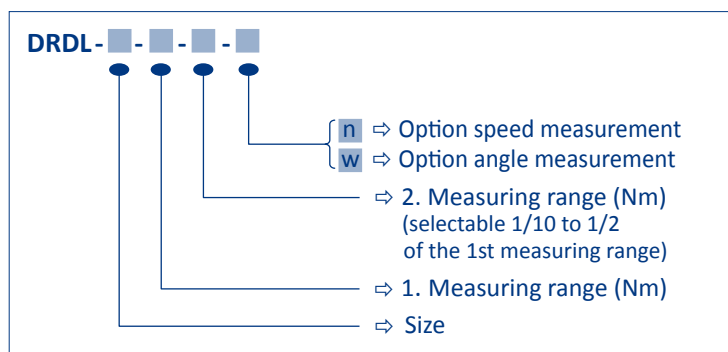 DRDL- - - -
n ⇨ Option speed measurement
w ⇨ Option angle measurement
⇨ 2. Measuring range (Nm)
(selectable 1/10 to 1/2
of the 1st measuring range)
⇨ 1. Measuring range (Nm)
⇨ Size